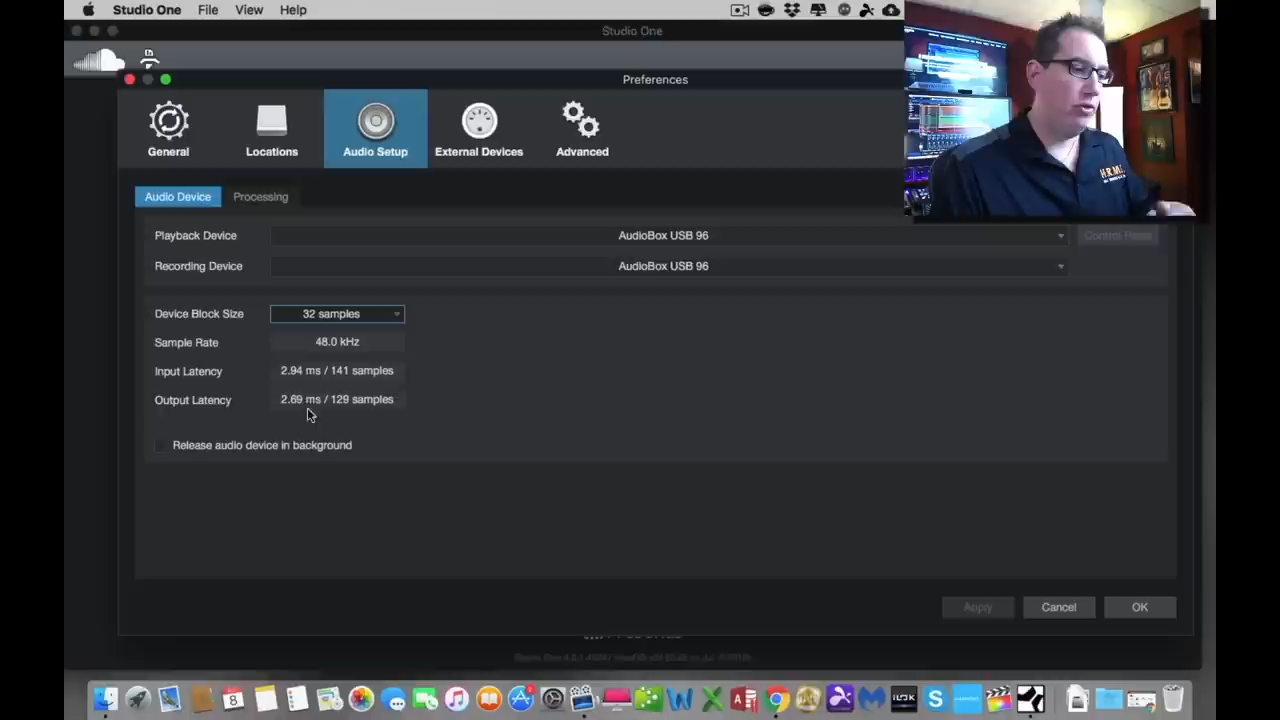 Studio One File View Help
Studio One
Preferences
General Locations Audio Setup External Devices Advanced
Audio Device Processing
Playback Device AudioBox USB 96 Control Panel
Recording Device AudioBox USB 96
Device Block Size 32 samples
Sample Rate 48.0 kHz
Input Latency 2.94 ms / 141 samples
Output Latency 2.69 ms / 129 samples
Release audio device in background
Apply Cancel OK